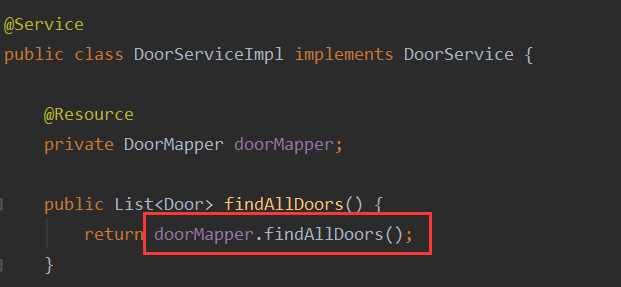 @Service
public class DoorServiceImpl implements DoorService {
@Resource
private DoorMapper doorMapper;
public List<Door> findAllDoors() {
return doorMapper.findAllDoors();
}